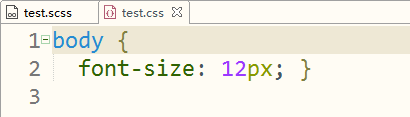 test.scss test.css
1 body {
2   font-size: 12px; }
3